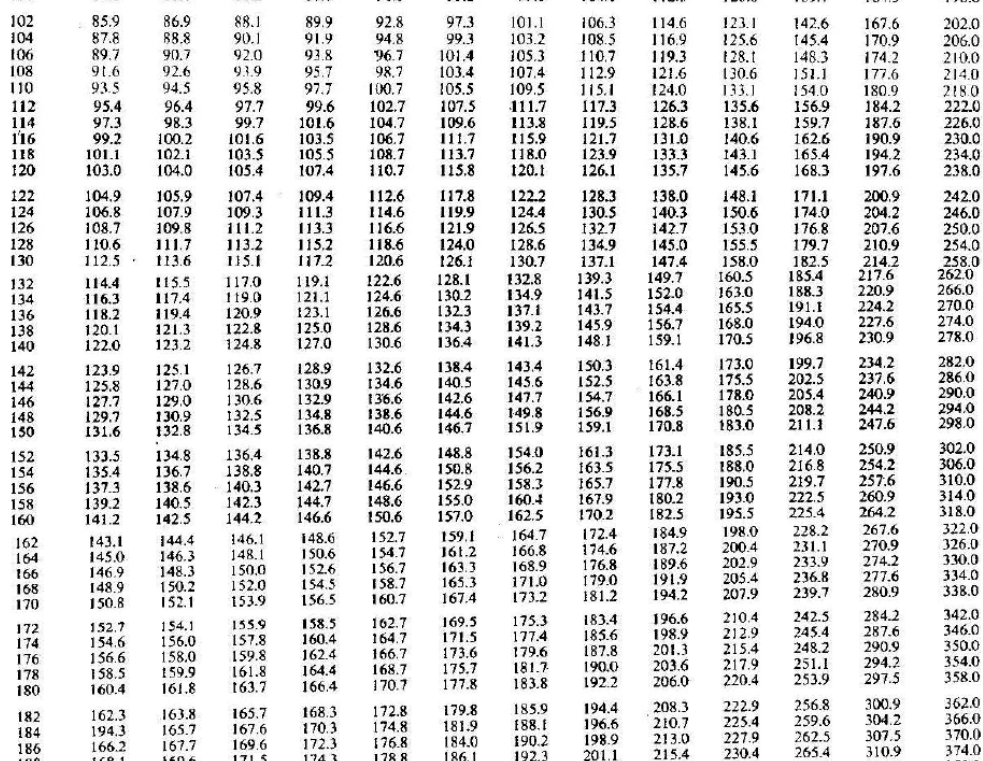 102 85.9 86.9 88.1 89.9 92.8 97.3 101.1 106.3 114.6 123.1 142.6 167.6 202.0
104 87.8 88.8 90.1 91.9 94.8 99.3 103.2 108.5 116.9 125.6 145.4 170.9 206.0
106 89.7 90.7 92.0 93.8 96.7 101.4 105.3 110.7 119.3 128.1 148.3 174.2 210.0
108 91.6 92.6 93.9 95.7 98.7 103.4 107.4 112.9 121.6 130.6 151.1 177.6 214.0
110 93.5 94.5 95.8 97.7 100.7 105.5 109.5 115.1 124.0 133.1 154.0 180.9 218.0
112 95.4 96.4 97.7 99.6 102.7 107.5 111.7 117.3 126.3 135.6 156.9 184.2 222.0
114 97.3 98.3 99.7 101.6 104.7 109.6 113.8 119.5 128.6 138.1 159.7 187.6 226.0
116 99.2 100.2 101.6 103.5 106.7 111.7 115.9 121.7 131.0 140.6 162.6 190.9 230.0
118 101.1 102.1 103.5 105.5 108.7 113.7 118.0 123.9 133.3 143.1 165.4 194.2 234.0
120 103.0 104.0 105.4 107.4 110.7 115.8 120.1 126.1 135.7 145.6 168.3 197.6 238.0
122 104.9 105.9 107.4 109.4 112.6 117.8 122.2 128.3 138.0 148.1 171.1 200.9 242.0
124 106.8 107.9 109.3 111.3 114.6 119.9 124.4 130.5 140.3 150.6 174.0 204.2 246.0
126 108.7 109.8 111.2 113.3 116.6 121.9 126.5 132.7 142.7 153.0 176.8 207.6 250.0
128 110.6 111.7 113.2 115.2 118.6 124.0 128.6 134.9 145.0 155.5 179.7 210.9 254.0
130 112.5 113.6 115.1 117.2 120.6 126.1 130.7 137.1 147.4 158.0 182.5 214.2 258.0
132 114.4 115.5 117.0 119.1 122.6 128.1 132.8 139.3 149.7 160.5 185.4 217.6 262.0
134 116.3 117.4 119.0 121.1 124.6 130.2 134.9 141.5 152.0 163.0 188.3 220.9 266.0
136 118.2 119.4 120.9 123.1 126.6 132.3 137.1 143.7 154.4 165.5 191.1 224.2 270.0
138 120.1 121.3 122.8 125.0 128.6 134.3 139.2 145.9 156.7 168.0 194.0 227.6 274.0
140 122.0 123.2 124.8 127.0 130.6 136.4 141.3 148.1 159.1 170.5 196.8 230.9 278.0
142 123.9 125.1 126.7 128.9 132.6 138.4 143.4 150.3 161.4 173.0 199.7 234.2 282.0
144 125.8 127.0 128.6 130.9 134.6 140.5 145.6 152.5 163.8 175.5 202.5 237.6 286.0
146 127.7 129.0 130.6 132.9 136.6 142.6 147.7 154.7 166.1 178.0 205.4 240.9 290.0
148 129.7 130.9 132.5 134.8 138.6 144.6 149.8 156.9 168.5 180.5 208.2 244.2 294.0
150 131.6 132.8 134.5 136.8 140.6 146.7 151.9 159.1 170.8 183.0 211.1 247.6 298.0
152 133.5 134.8 136.4 138.8 142.6 148.8 154.0 161.3 173.1 185.5 214.0 250.9 302.0
154 135.4 136.7 138.8 140.7 144.6 150.8 156.2 163.5 175.5 188.0 216.8 254.2 306.0
156 137.3 138.6 140.3 142.7 146.6 152.9 158.3 165.7 177.8 190.5 219.7 257.6 310.0
158 139.2 140.5 142.3 144.7 148.6 155.0 160.4 167.9 180.2 193.0 222.5 260.9 314.0
160 141.2 142.5 144.2 146.6 150.6 157.0 162.5 170.2 182.5 195.5 225.4 264.2 318.0
162 143.1 144.4 146.1 148.6 152.7 159.1 164.7 172.4 184.9 198.0 228.2 267.6 322.0
164 145.0 146.3 148.1 150.6 154.7 161.2 166.8 174.6 187.2 200.4 231.1 270.9 326.0
166 146.9 148.3 150.0 152.6 156.7 163.3 168.9 176.8 189.6 202.9 233.9 274.2 330.0
168 148.9 150.2 152.0 154.5 158.7 165.3 171.0 179.0 191.9 205.4 236.8 277.6 334.0
170 150.8 152.1 153.9 156.5 160.7 167.4 173.2 181.2 194.2 207.9 239.7 280.9 338.0
172 152.7 154.1 155.9 158.5 162.7 169.5 175.3 183.4 196.6 210.4 242.5 284.2 342.0
174 154.6 156.0 157.8 160.4 164.7 171.5 177.4 185.6 198.9 212.9 245.4 287.6 346.0
176 156.6 158.0 159.8 162.4 166.7 173.6 179.6 187.8 201.3 215.4 248.2 290.9 350.0
178 158.5 159.9 161.8 164.4 168.7 175.7 181.7 190.0 203.6 217.9 251.1 294.2 354.0
180 160.4 161.8 163.7 166.4 170.7 177.8 183.8 192.2 206.0 220.4 253.9 297.5 358.0
182 162.3 163.8 165.7 168.3 172.8 179.8 185.9 194.4 208.3 222.9 256.8 300.9 362.0
184 194.3 165.7 167.6 170.3 174.8 181.9 188.1 196.6 210.7 225.4 259.6 304.2 366.0
186 166.2 167.7 169.6 172.3 176.8 184.0 190.2 198.9 213.0 227.9 262.5 307.5 370.0
178.8 186.1 192.3 201.1 215.4 230.4 265.4 310.9 374.0